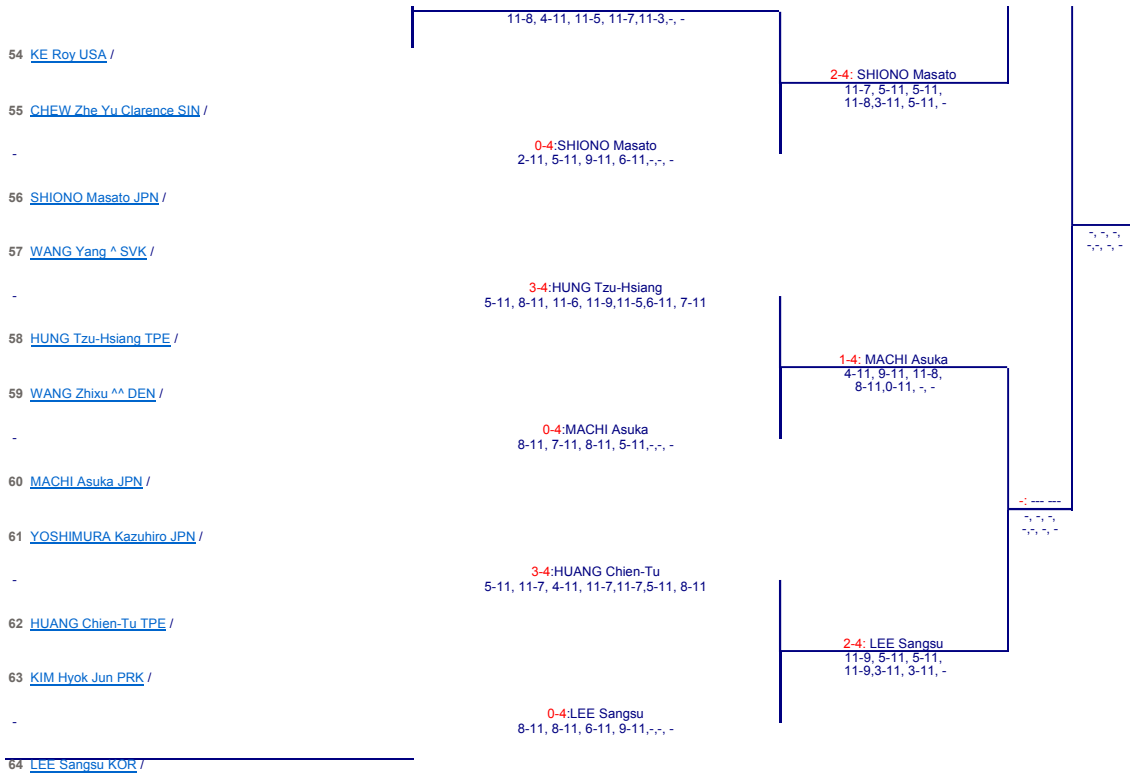 11-8, 4-11, 11-5, 11-7,11-3,-, -
54 KE Roy USA /
2-4: SHIONO Masato
11-7, 5-11, 5-11,
11-8,3-11, 5-11, -
55 CHEW Zhe Yu Clarence SIN /
-
0-4:SHIONO Masato
2-11, 5-11, 9-11, 6-11,-,-, -
56 SHIONO Masato JPN /
-, -, -,
-,-, -, -
57 WANG Yang ^ SVK /
-
3-4:HUNG Tzu-Hsiang
5-11, 8-11, 11-6, 11-9,11-5,6-11, 7-11
58 HUNG Tzu-Hsiang TPE /
1-4: MACHI Asuka
4-11, 9-11, 11-8,
8-11,0-11, -, -
59 WANG Zhixu ^^ DEN /
-
0-4:MACHI Asuka
8-11, 7-11, 8-11, 5-11,-,-, -
60 MACHI Asuka JPN /
-: --- ---
-, -, -,
-,-, -, -
61 YOSHIMURA Kazuhiro JPN /
-
3-4:HUANG Chien-Tu
5-11, 11-7, 4-11, 11-7,11-7,5-11, 8-11
62 HUANG Chien-Tu TPE /
2-4: LEE Sangsu
11-9, 5-11, 5-11,
11-9,3-11, 3-11, -
63 KIM Hyok Jun PRK /
-
0-4:LEE Sangsu
8-11, 8-11, 6-11, 9-11,-,-, -
64 LEE Sangsu KOR /